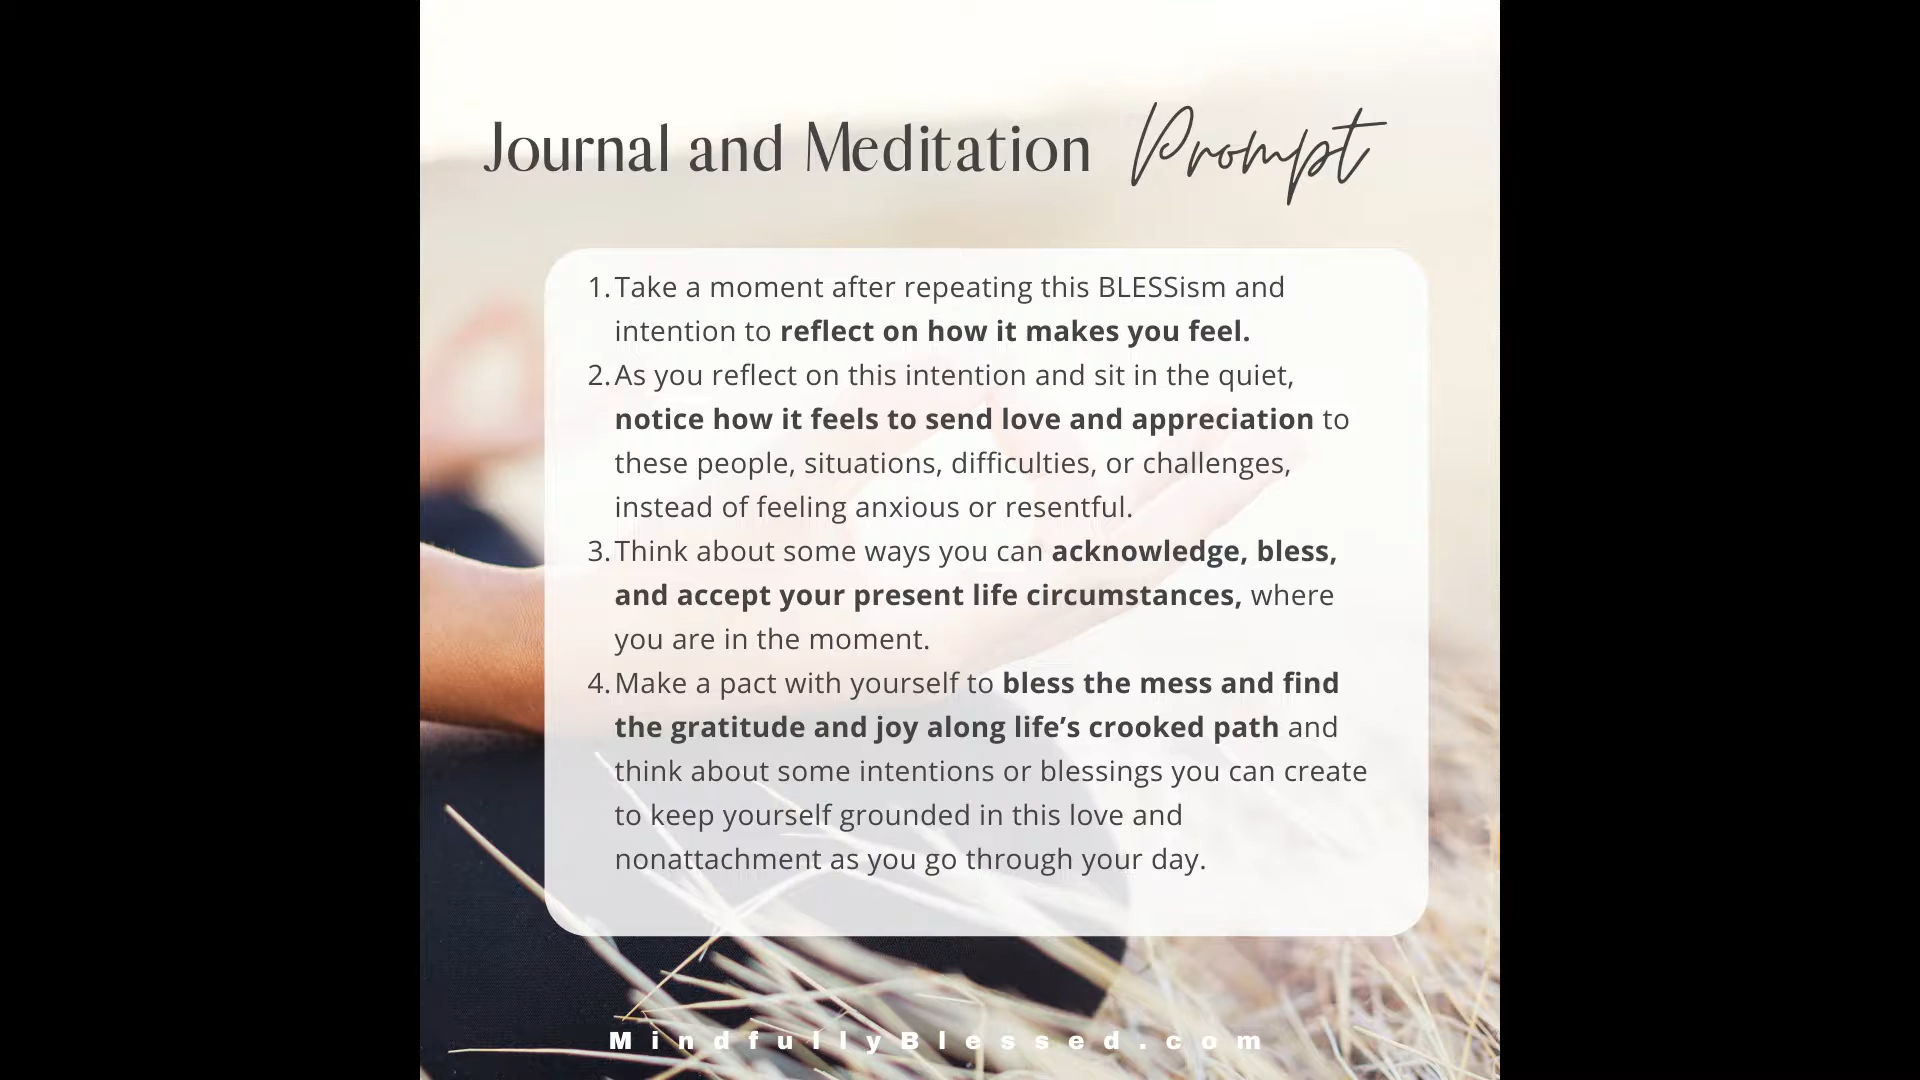 Journal and Meditation Prompt
1. Take a moment after repeating this BLESSism and
intention to reflect on how it makes you feel.
2. As you reflect on this intention and sit in the quiet,
notice how it feels to send love and appreciation to
these people, situations, difficulties, or challenges,
instead of feeling anxious or resentful.
3. Think about some ways you can acknowledge, bless,
and accept your present life circumstances, where
you are in the moment.
4. Make a pact with yourself to bless the mess and find
the gratitude and joy along life’s crooked path and
think about some intentions or blessings you can create
to keep yourself grounded in this love and
nonattachment as you go through your day.
MindfullyBlessed.com